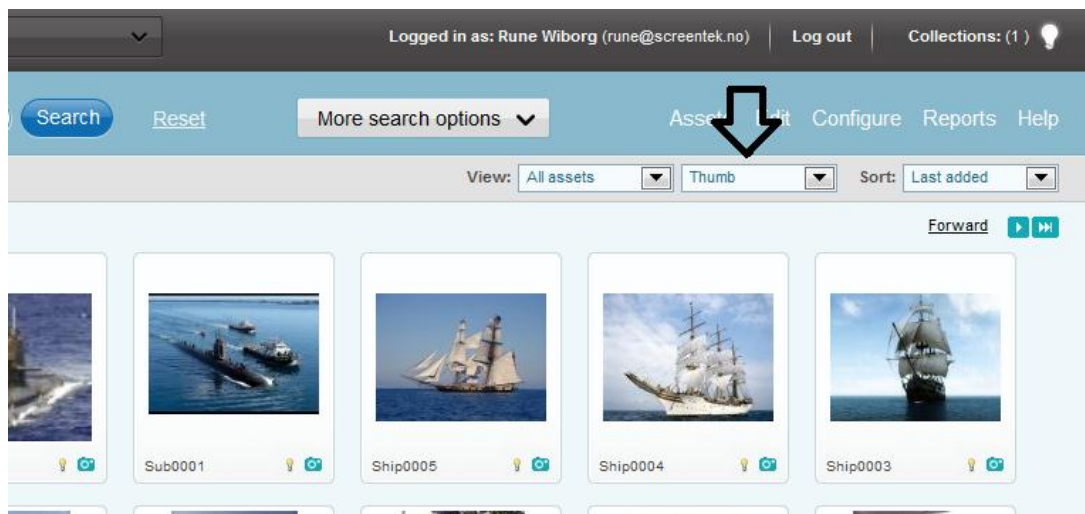 Logged in as: Rune Wiborg (rune@screentek.no) Log out Collections: (1 )
Search Reset More search options Configure Reports Help
View: All assets Thumb Sort: Last added
Forward
Sub0001 Ship0005 Ship0004 Ship0003